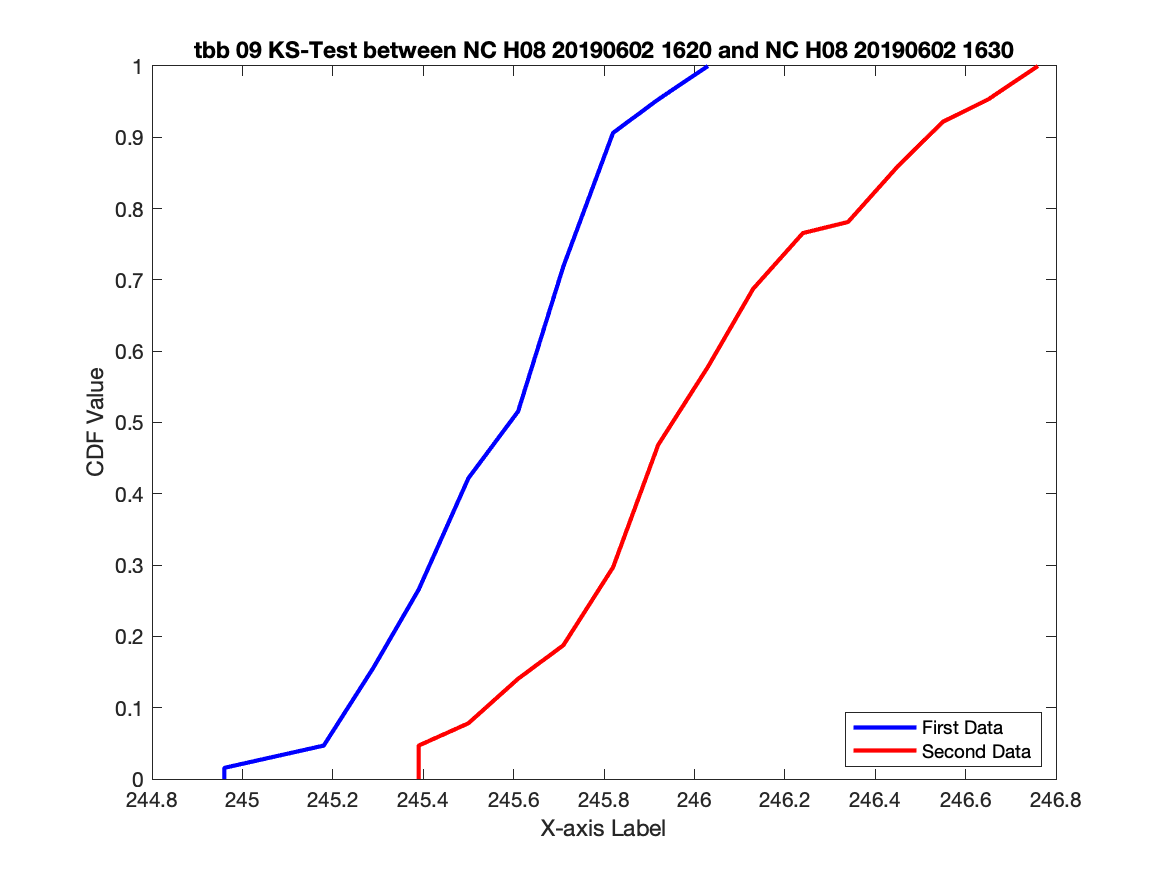 tbb 09 KS-Test between NC H08 20190602 1620 and NC H08 20190602 1630
1
0.9
0.8
0.7
0.6
0.5
0.4
0.3
0.2
0.1
0
CDF Value
First Data
Second Data
244.8 245 245.2 245.4 245.6 245.8 246 246.2 246.4 246.6 246.8
X-axis Label